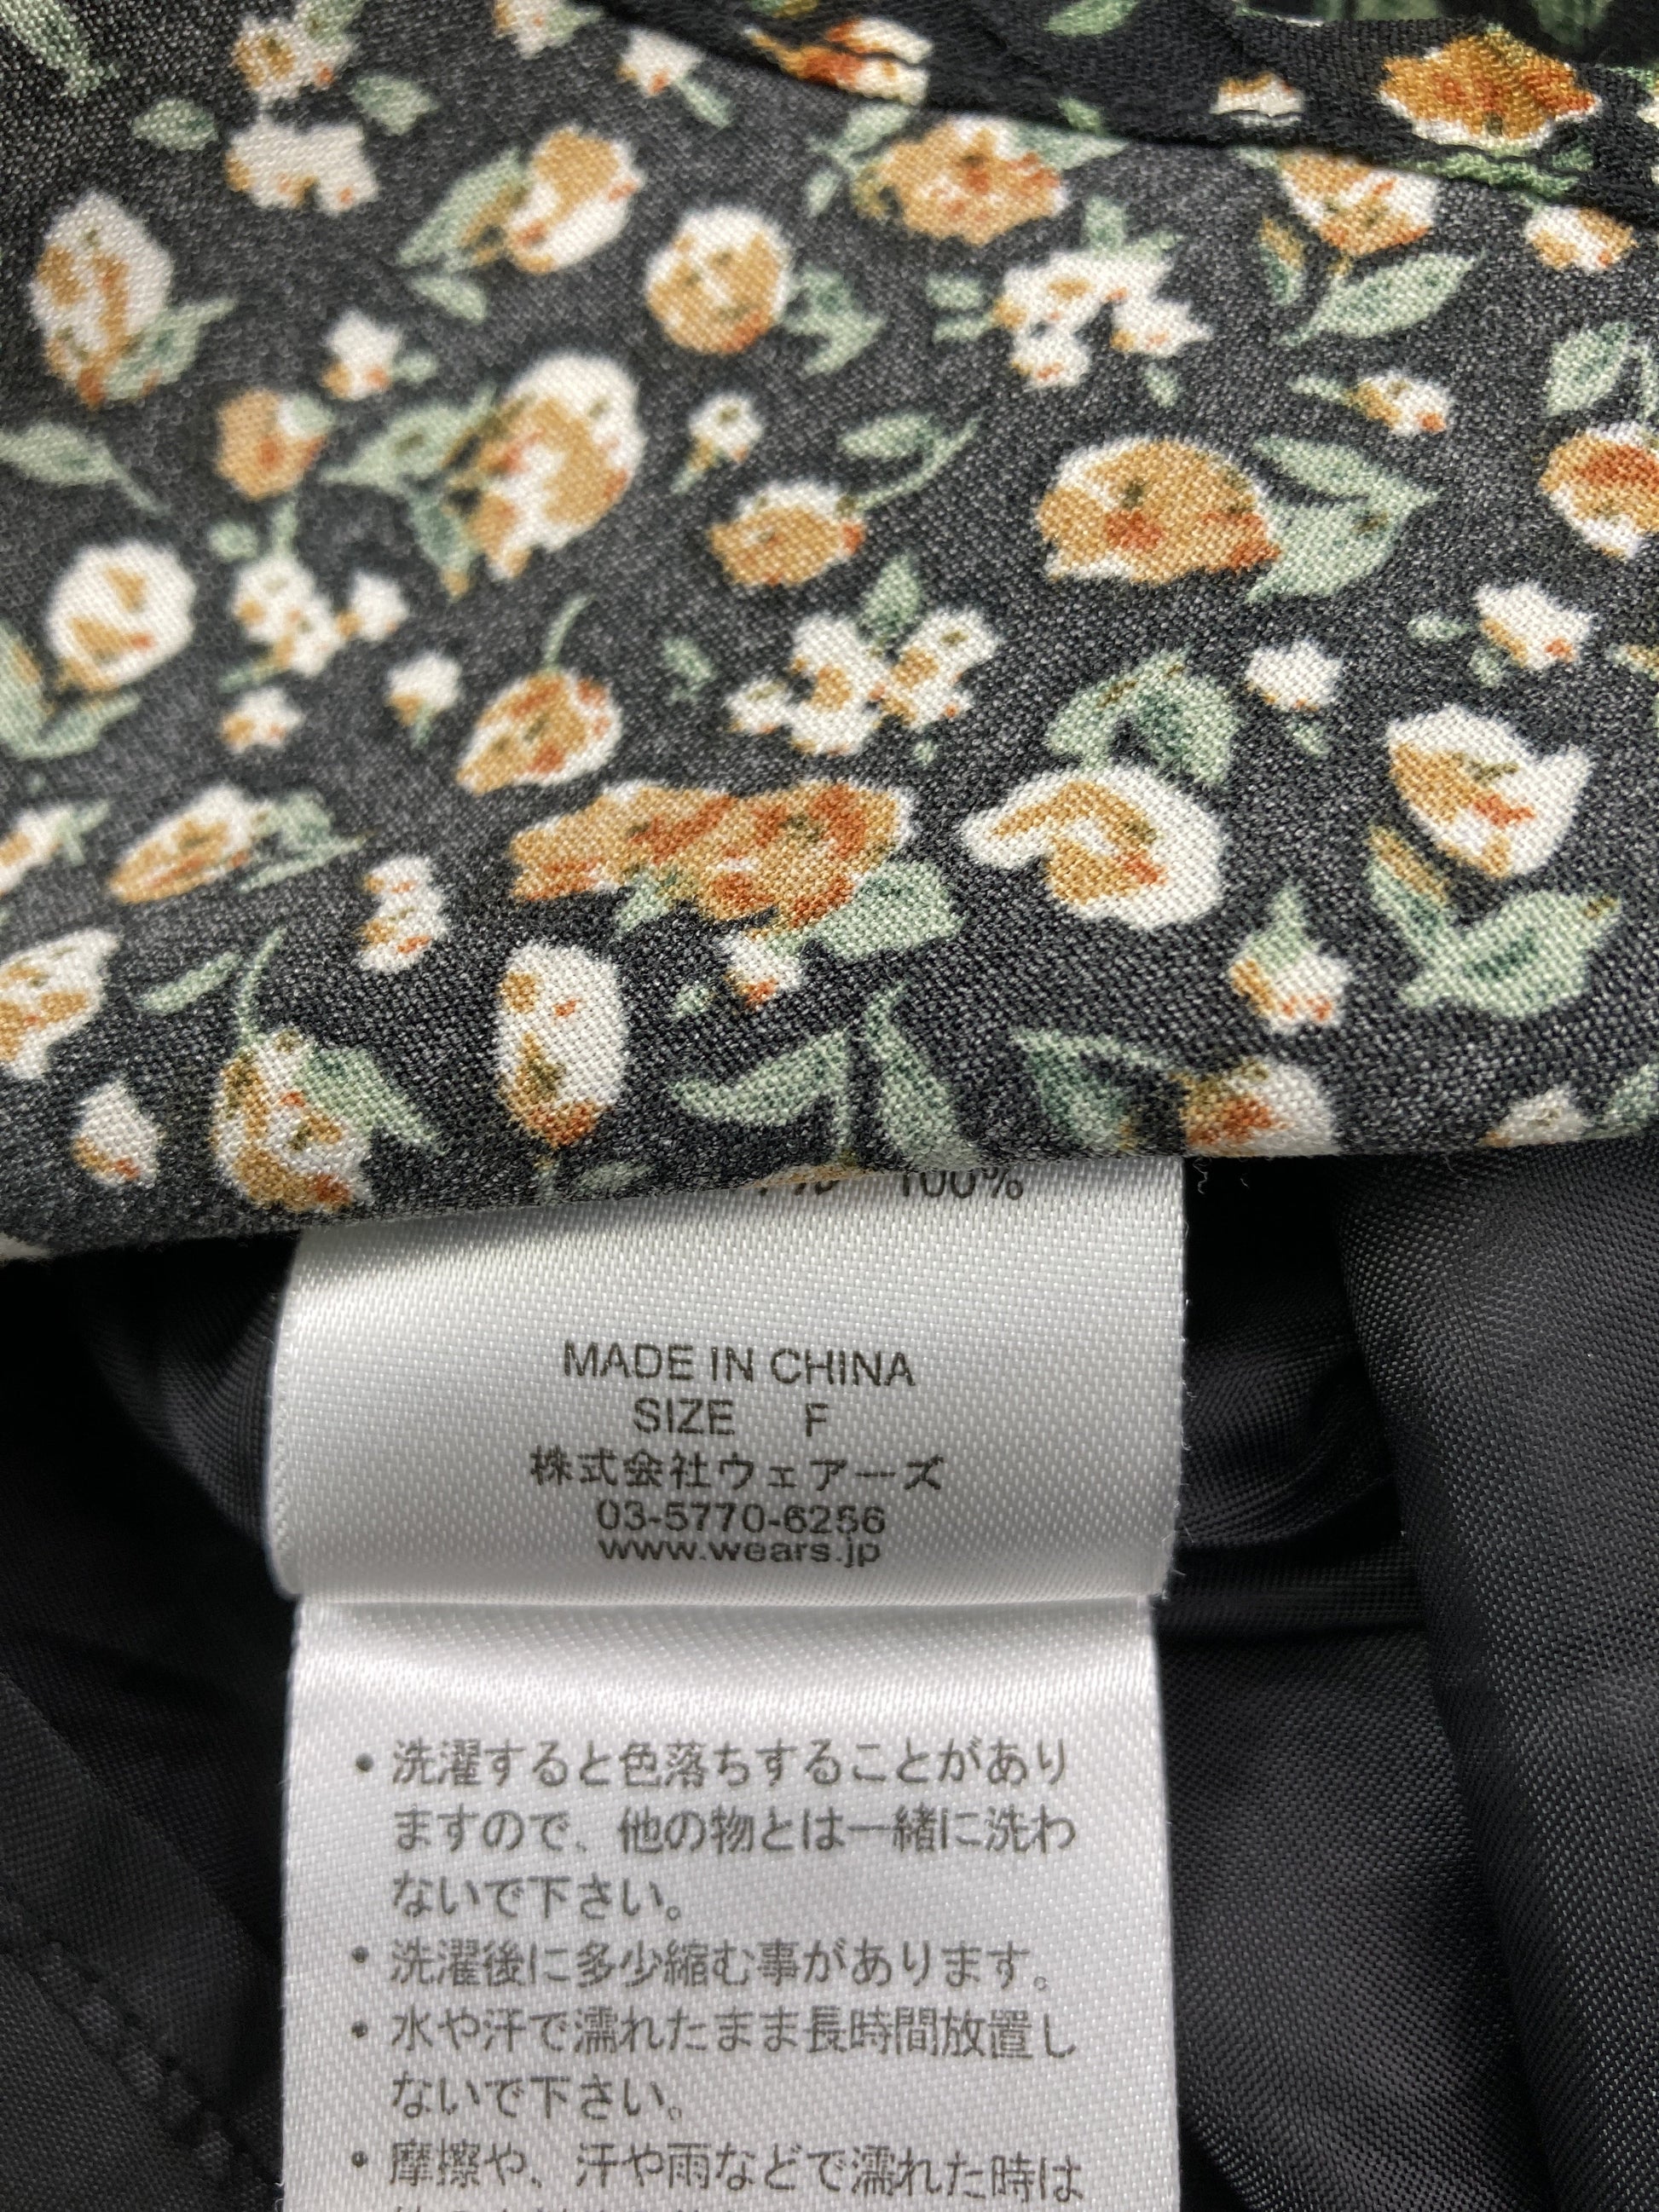 100%
MADE IN CHINA
SIZE F
株式会社ウェアーズ
03-5770-6256
www.wears.jp
・洗濯すると色落ちすることがあり
ますので、他の物とは一緒に洗わ
ないで下さい。
・洗濯後に多少縮む事があります。
・水や汗で濡れたまま長時間放置し
ないで下さい。
・摩擦や、汗や雨などで濡れた時は